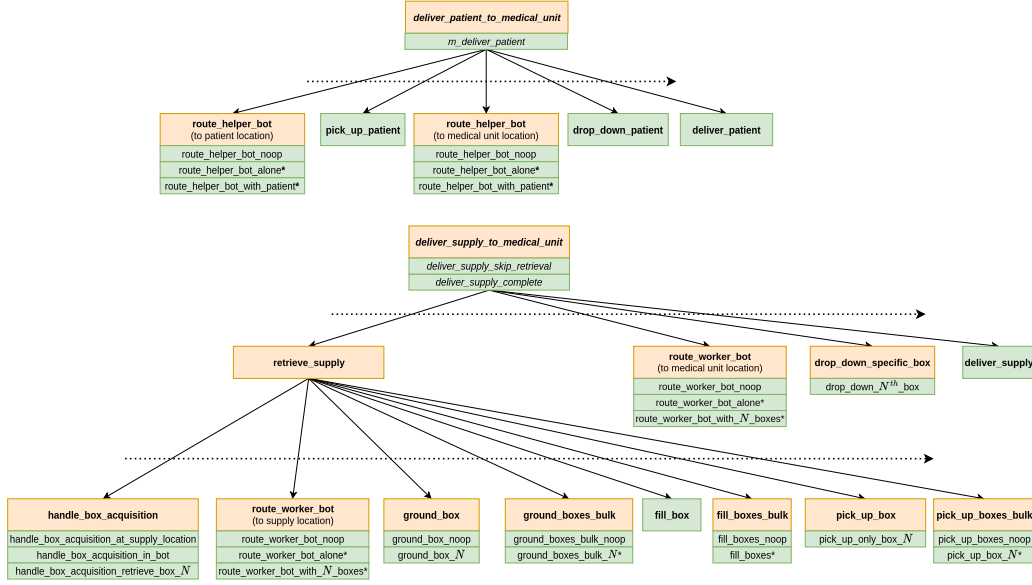 deliver_patient_to_medical_unit
m_deliver_patient
route_helper_bot
(to patient location)
route_helper_bot_noop
route_helper_bot_alone*
route_helper_bot_with_patient*
pick_up_patient
route_helper_bot
(to medical unit location)
route_helper_bot_noop
route_helper_bot_alone*
route_helper_bot_with_patient*
drop_down_patient
deliver_patient
deliver_supply_to_medical_unit
deliver_supply_skip_retrieval
deliver_supply_complete
retrieve_supply
route_worker_bot
(to medical unit location)
route_worker_bot_noop
route_worker_bot_alone*
route_worker_bot_with_N_boxes*
drop_down_specific_box
drop_down_N^th_box
deliver_supply
handle_box_acquisition
handle_box_acquisition_at_supply_location
handle_box_acquisition_in_bot
handle_box_acquisition_retrieve_box_N
route_worker_bot
(to supply location)
route_worker_bot_noop
route_worker_bot_alone*
route_worker_bot_with_N_boxes*
ground_box
ground_box_noop
ground_box_N
ground_boxes_bulk
ground_boxes_bulk_noop
ground_boxes_bulk_N*
fill_box
fill_boxes_bulk
fill_boxes_noop
fill_boxes*
pick_up_box
pick_up_only_box_N
pick_up_boxes_bulk
pick_up_boxes_noop
pick_up_box_N*